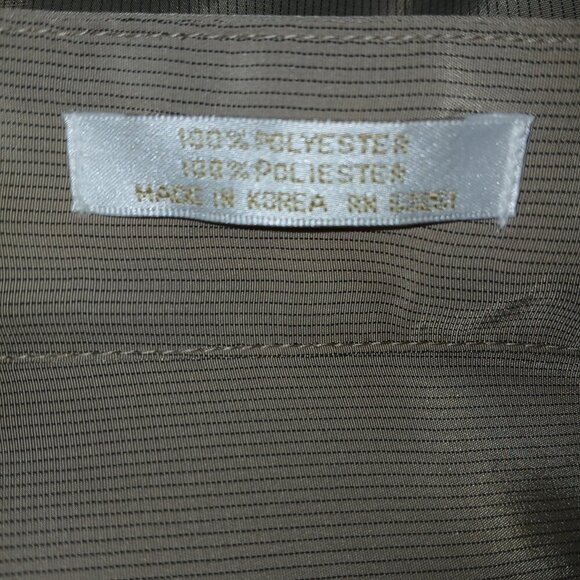 100% POLYESTER
100% POLIESTER
MADE IN KOREA RN